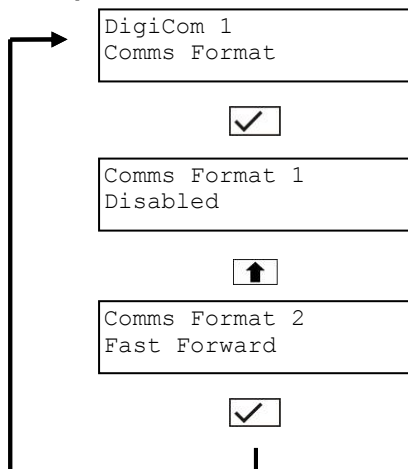 DigiCom 1
Comms Format
Comms Format 1
Disabled
Comms Format 2
Fast Forward